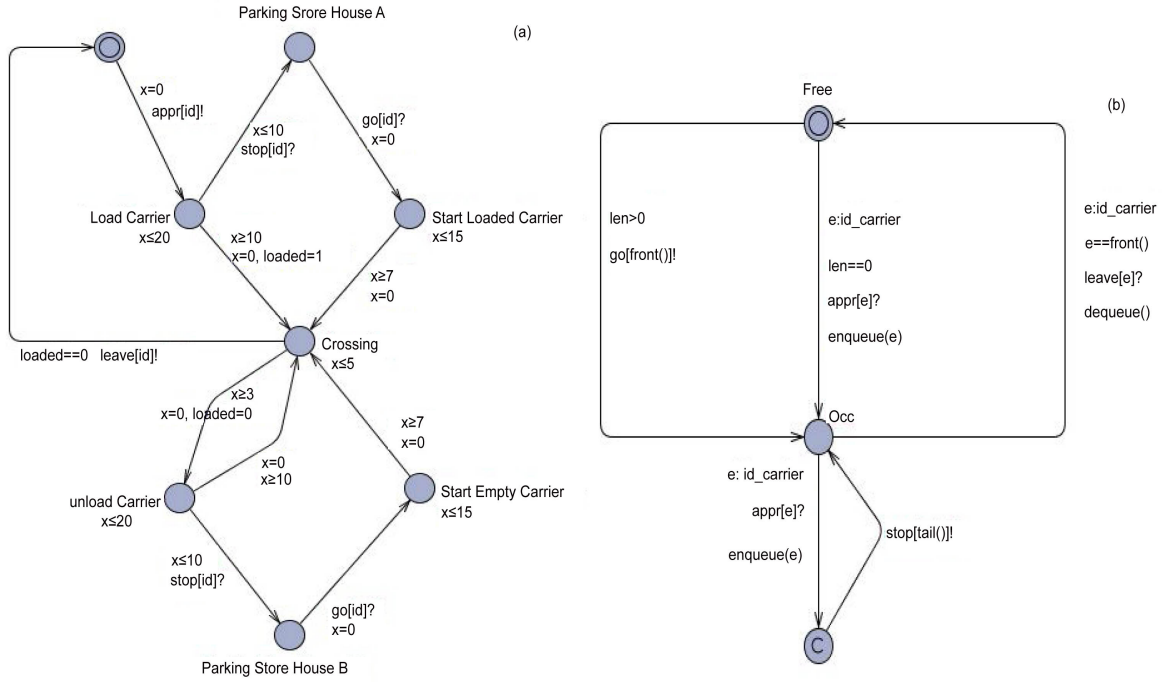 Parking Srore House A
(a)
x=0
appr[id]!
x≤10
stop[id]?
go[id]?
x=0
Load Carrier
x≤20
Start Loaded Carrier
x≤15
x≥10
x=0, loaded=1
x≥7
x=0
Crossing
x≤5
loaded==0 leave[id]!
x≥3
x=0, loaded=0
x≥7
x=0
x=0
x≥10
unload Carrier
x≤20
Start Empty Carrier
x≤15
x≤10
stop[id]?
go[id]?
x=0
Parking Store House B
Free
(b)
len>0
go[front()]!
e:id_carrier
len==0
appr[e]?
enqueue(e)
e:id_carrier
e==front()
leave[e]?
dequeue()
Occ
e: id_carrier
appr[e]?
enqueue(e)
stop[tail()]!
C